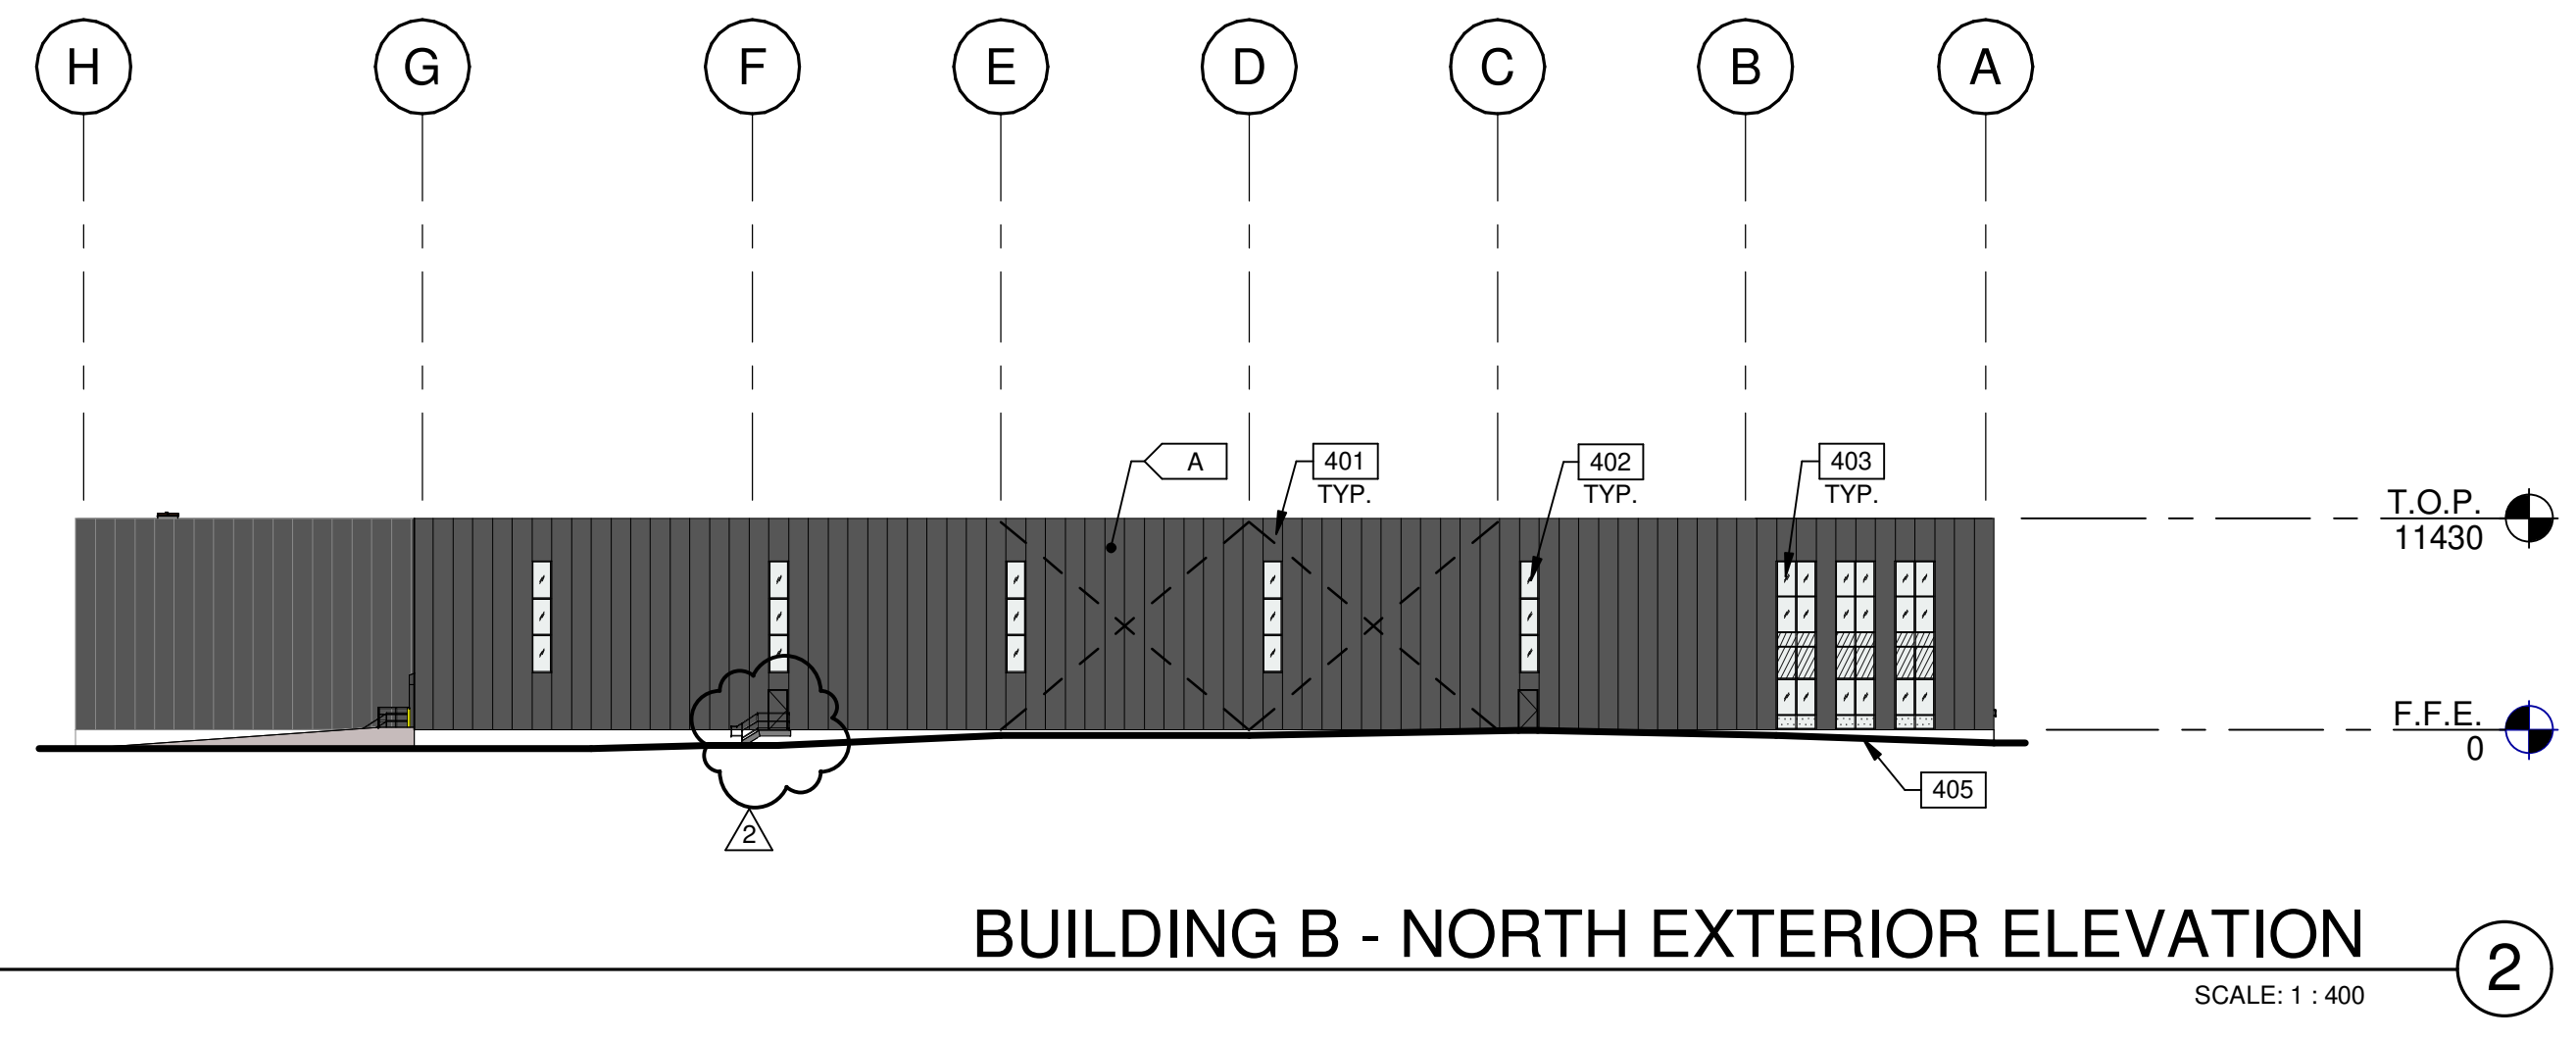 H G F E D C B A
A
401
TYP.
402
TYP.
403
TYP.
T.O.P.
11430
F.F.E.
0
405
2
BUILDING B - NORTH EXTERIOR ELEVATION
2
SCALE: 1 : 400